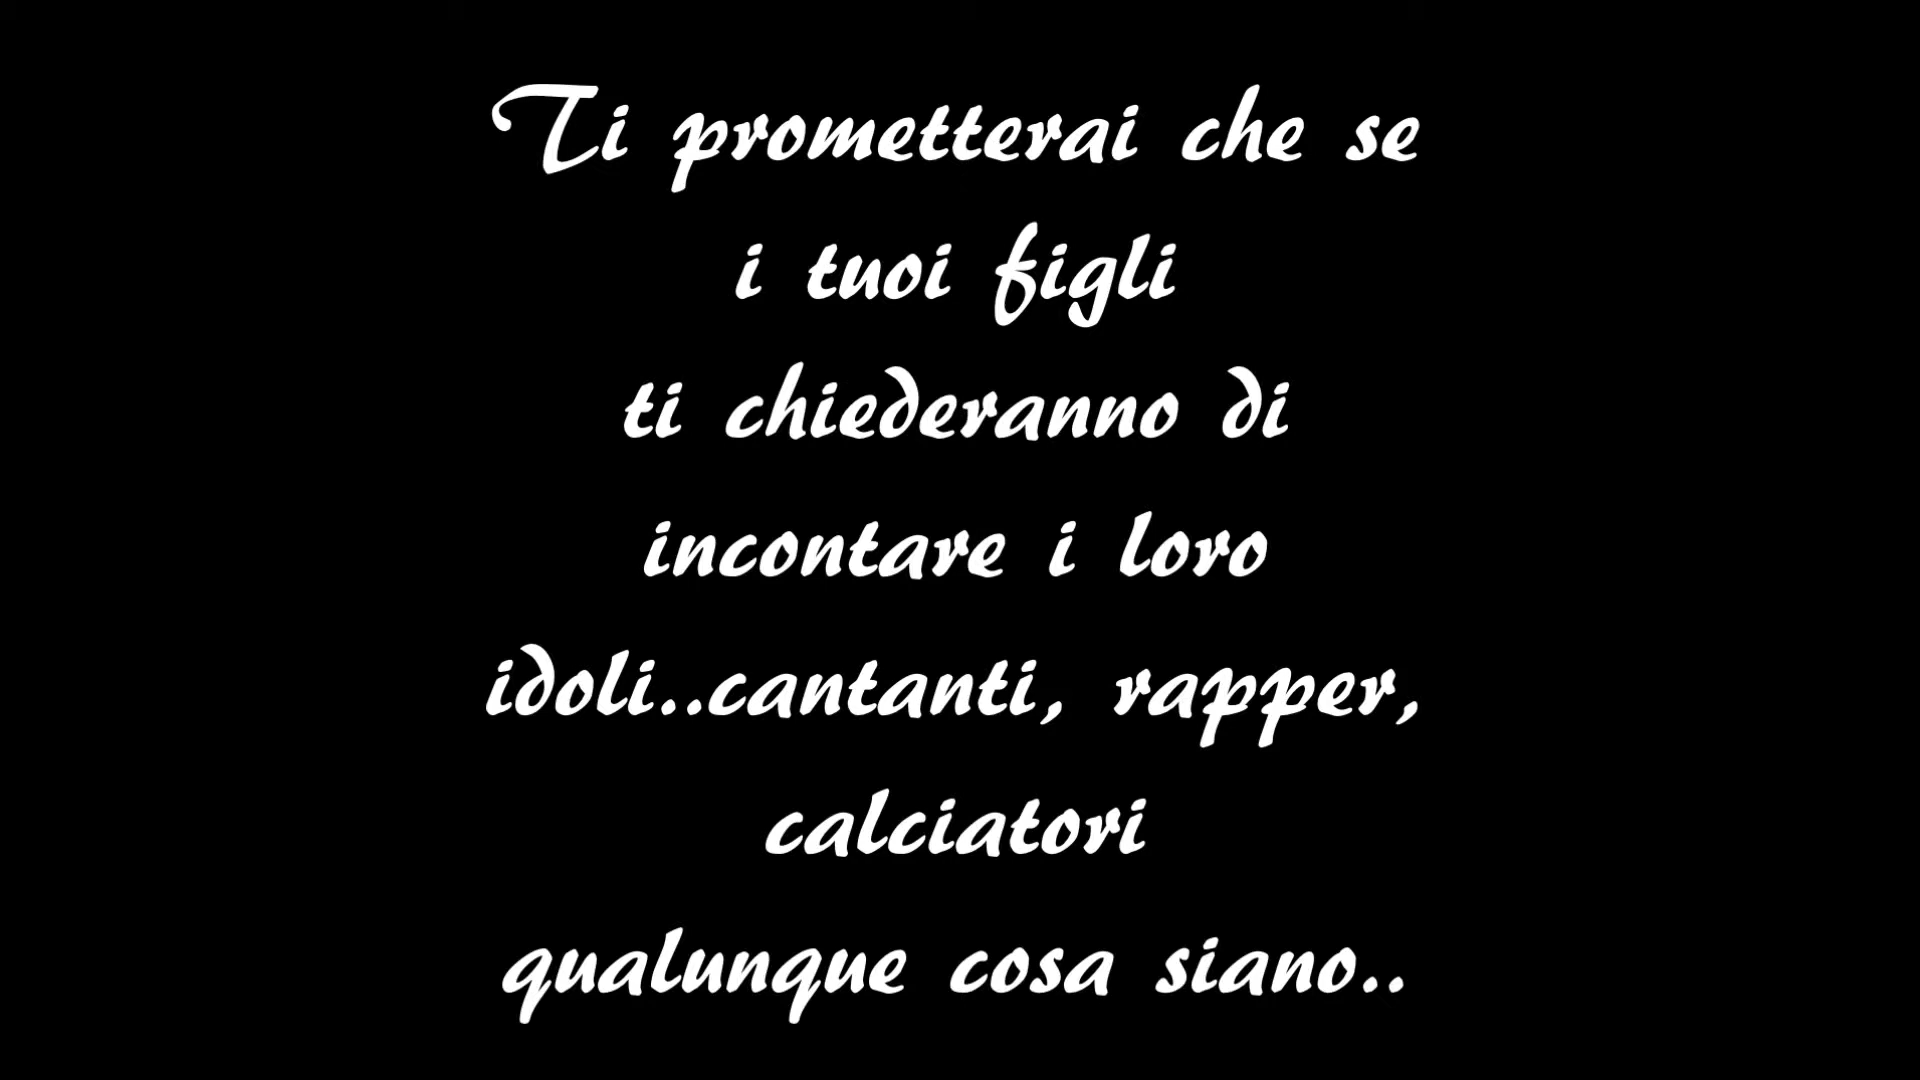 Ti prometterai che se
i tuoi figli
ti chiederanno di
incontare i loro
idoli..cantanti, rapper,
calciatori
qualunque cosa siano..